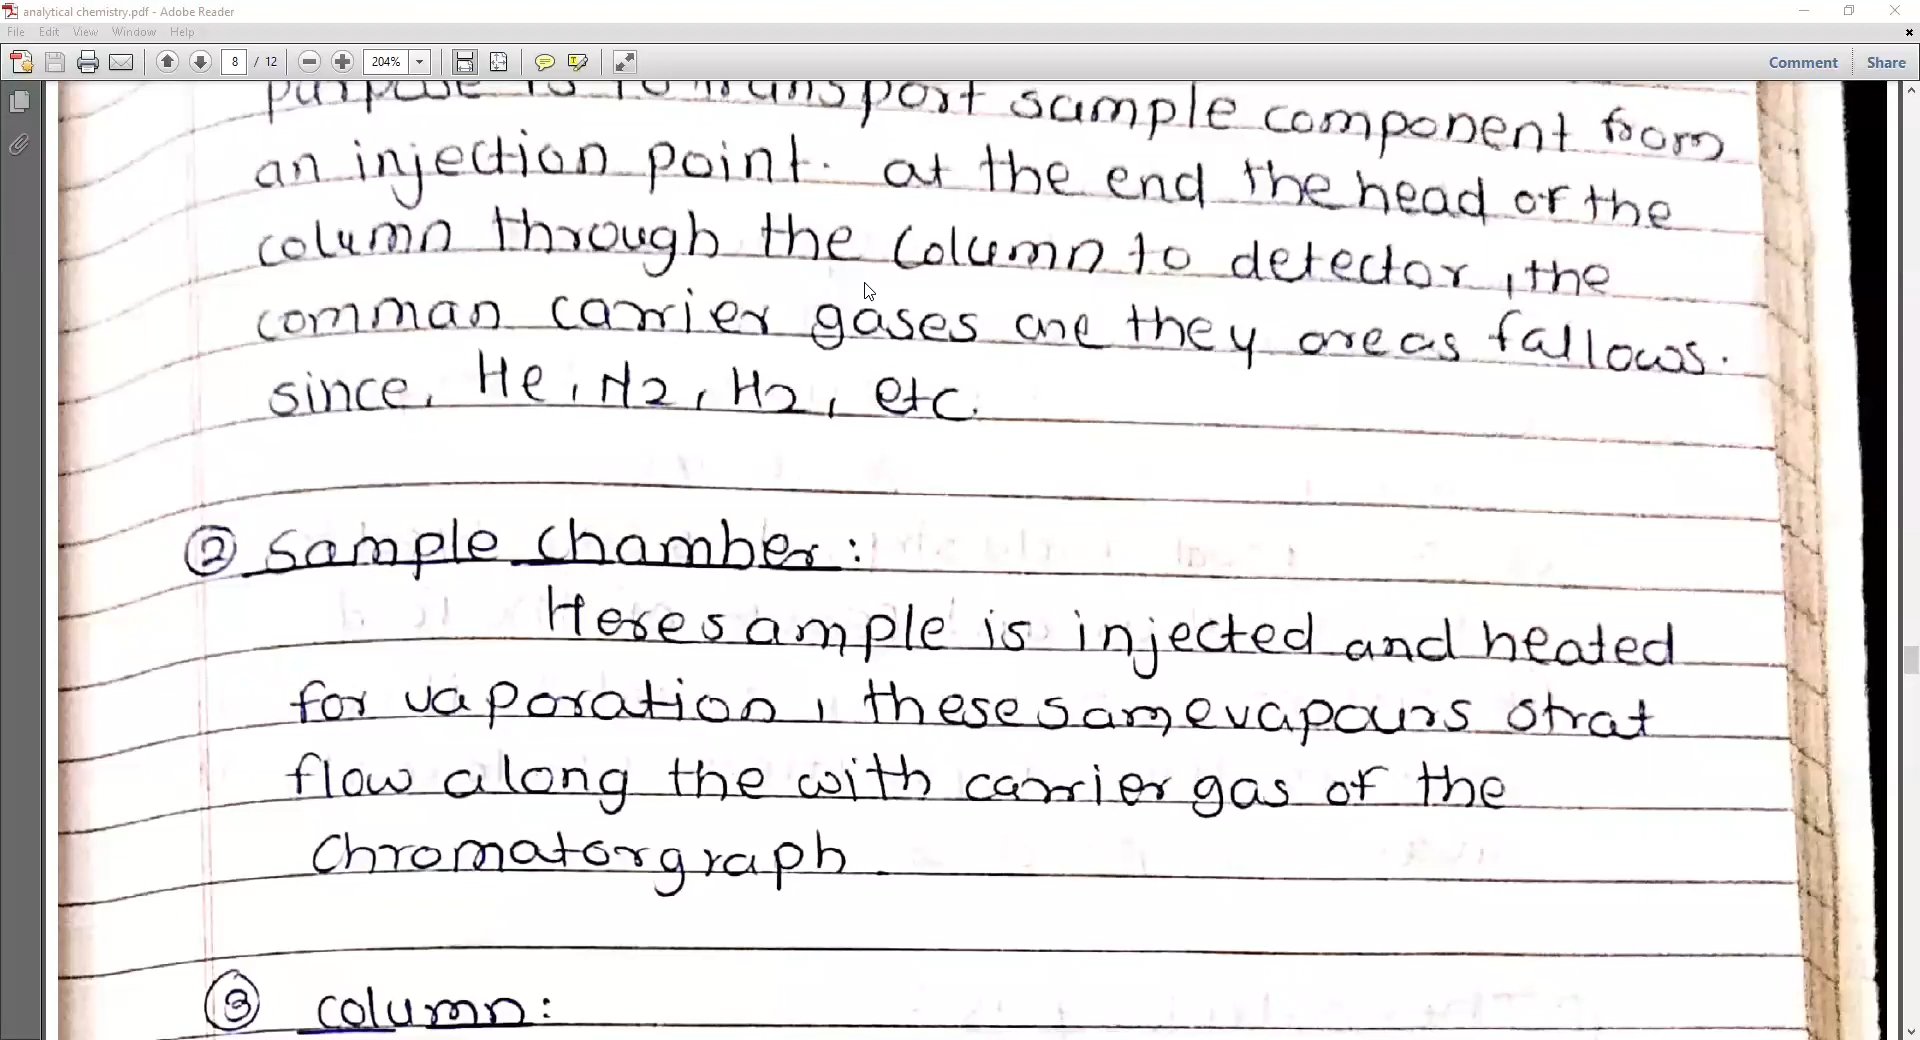 analytical chemistry.pdf - Adobe Reader
File Edit View Window Help
8 / 12 204% Comment Share
purpose is to transport sample component from
an injection point. at the end the head of the
column through the column to detector, the
comman carrier gases are they are as fallows.
since, He, N2, H2, etc.
2 sample chamber:
Here sample is injected and heated
for vaporation, these same vapours strat
flow along the with carrier gas of the
chromatorgraph.
3 column: